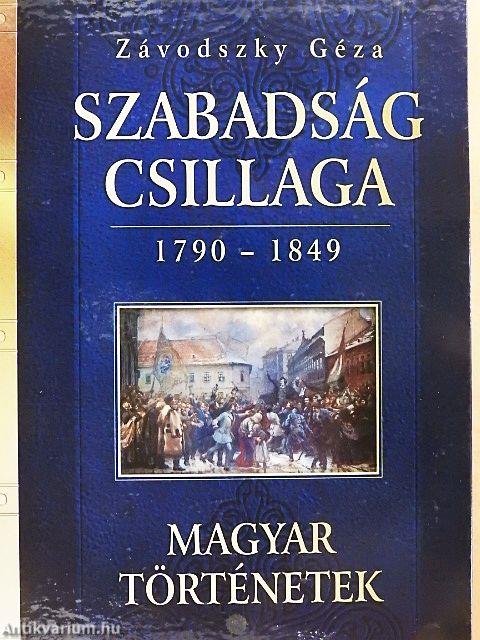 Závodszky Géza
SZABADSÁG
CSILLAGA
1790 – 1849
MAGYAR
TÖRTÉNETEK
Antikvarium.hu